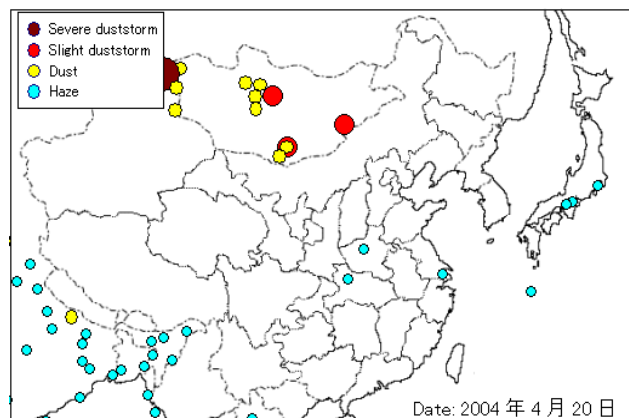 Severe duststorm
Slight duststorm
Dust
Haze
Date: 2004 年 4 月 20 日